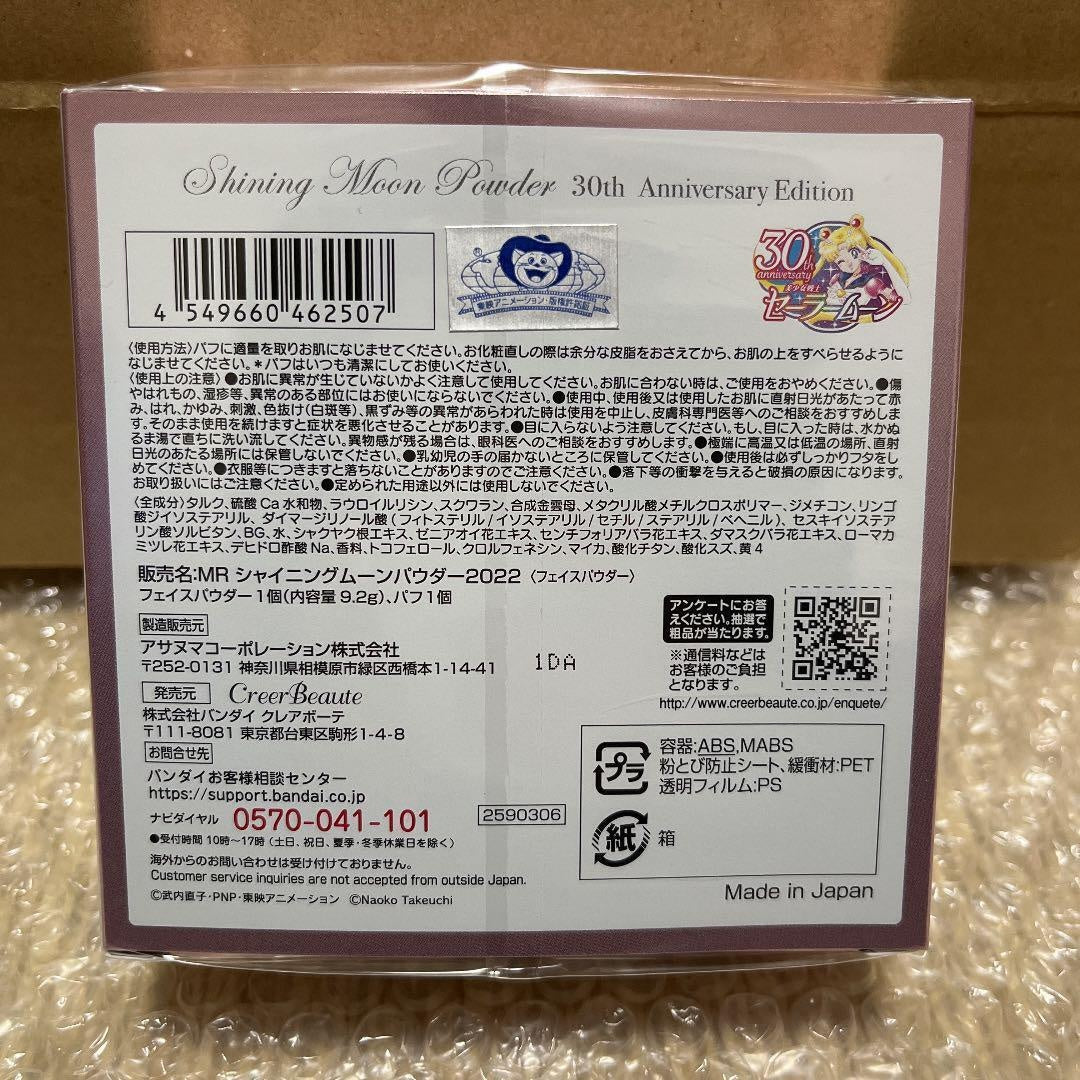 Shining Moon Powder 30th Anniversary Edition
4 549660 462507
東映アニメーション・版権許諾証
30th
anniversary
美少女戦士
セーラームーン
〈使用方法〉パフに適量を取りお肌になじませてください。お化粧直しの際は余分な皮脂をおさえてから、お肌の上をすべらせるように
なじませてください。*パフはいつも清潔にしてお使いください。
〈使用上の注意〉●お肌に異常が生じていないかよく注意して使用してください。お肌に合わない時は、ご使用をおやめください。●傷
やはれもの、湿疹等、異常のある部位にはお使いにならないでください。●使用中、使用後又は使用したお肌に直射日光があたって赤
み、はれ、かゆみ、刺激、色抜け(白斑等)、黒ずみ等の異常があらわれた時は使用を中止し、皮膚科専門医等へのご相談をおすすめしま
す。そのまま使用を続けますと症状を悪化させることがあります。●目に入らないよう注意してください。もし、目に入った時は、水かぬ
るま湯で直ちに洗い流してください。異物感が残る場合は、眼科医へのご相談をおすすめします。●極端に高温又は低温の場所、直射
日光のあたる場所には保管しないでください。●乳幼児の手の届かないところに保管してください。●使用後は必ずしっかりフタをし
めてください。●衣服等につきますと落ちないことがありますのでご注意ください。●落下等の衝撃を与えると破損の原因になります。
お取り扱いにはご注意ください。●定められた用途以外には使用しないでください。
〈全成分〉タルク、硫酸Ca水和物、ラウロイルリシン、スクワラン、合成金雲母、メタクリル酸メチルクロスポリマー、ジメチコン、リンゴ
酸ジイソステアリル、ダイマージリノール酸(フィトステリル/イソステアリル/セチル/ステアリル/ベヘニル)、セスキイソステア
リン酸ソルビタン、BG、水、シャクヤク根エキス、ゼニアオイ花エキス、センチフォリアバラ花エキス、ダマスクバラ花エキス、ローマカ
ミツレ花エキス、デヒドロ酢酸Na、香料、トコフェロール、クロルフェネシン、マイカ、酸化チタン、酸化スズ、黄4
販売名:MR シャイニングムーンパウダー2022〈フェイスパウダー〉
フェイスパウダー1個(内容量9.2g)、パフ1個
製造販売元
アサヌマコーポレーション株式会社
〒252-0131 神奈川県相模原市緑区西橋本1-14-41
1DA
発売元 CreerBeaute
株式会社バンダイ クレアボーテ
〒111-8081 東京都台東区駒形1-4-8
お問合せ先
バンダイお客様相談センター
https://support.bandai.co.jp
ナビダイヤル 0570-041-101
●受付時間 10時〜17時(土日、祝日、夏季・冬季休業日を除く)
海外からのお問い合わせは受け付けておりません。
Customer service inquiries are not accepted from outside Japan.
©武内直子・PNP・東映アニメーション ©Naoko Takeuchi
2590306
アンケートにお答
えください。抽選で
粗品が当たります。
※通信料などは
お客様のご負担
となります。
http://www.creerbeaute.co.jp/enquete/
プラ
容器:ABS,MABS
粉とび防止シート、緩衝材:PET
透明フィルム:PS
紙
箱
Made in Japan